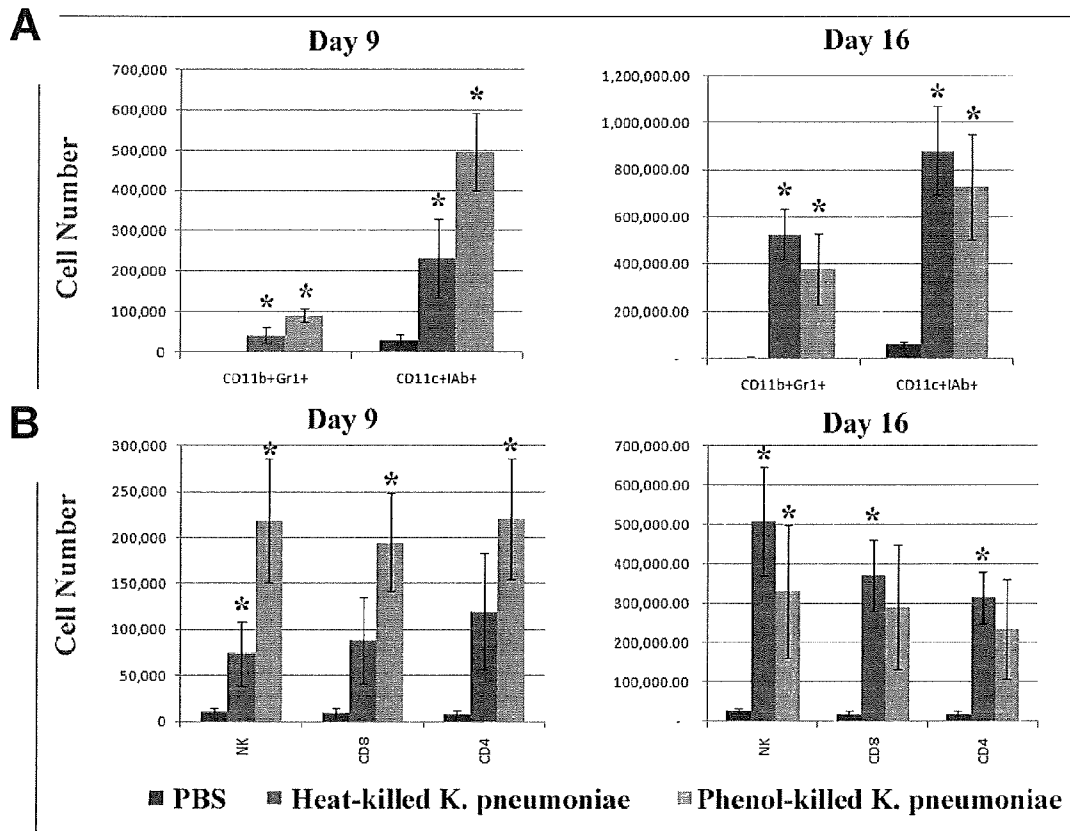 A
Day 9
700,000
600,000
500,000
400,000
300,000
200,000
100,000
0
Cell Number
* * * *
CD11b+Gr1+ CD11c+IAb+
Day 16
1,200,000.00
1,000,000.00
800,000.00
600,000.00
400,000.00
200,000.00
-
* * * *
CD11b+Gr1+ CD11c+IAb+
B
Day 9
300,000
250,000
200,000
150,000
100,000
50,000
0
Cell Number
* * * *
NK CD8 CD4
Day 16
700,000.00
600,000.00
500,000.00
400,000.00
300,000.00
200,000.00
100,000.00
-
* * * *
NK CD8 CD4
PBS Heat-killed K. pneumoniae Phenol-killed K. pneumoniae